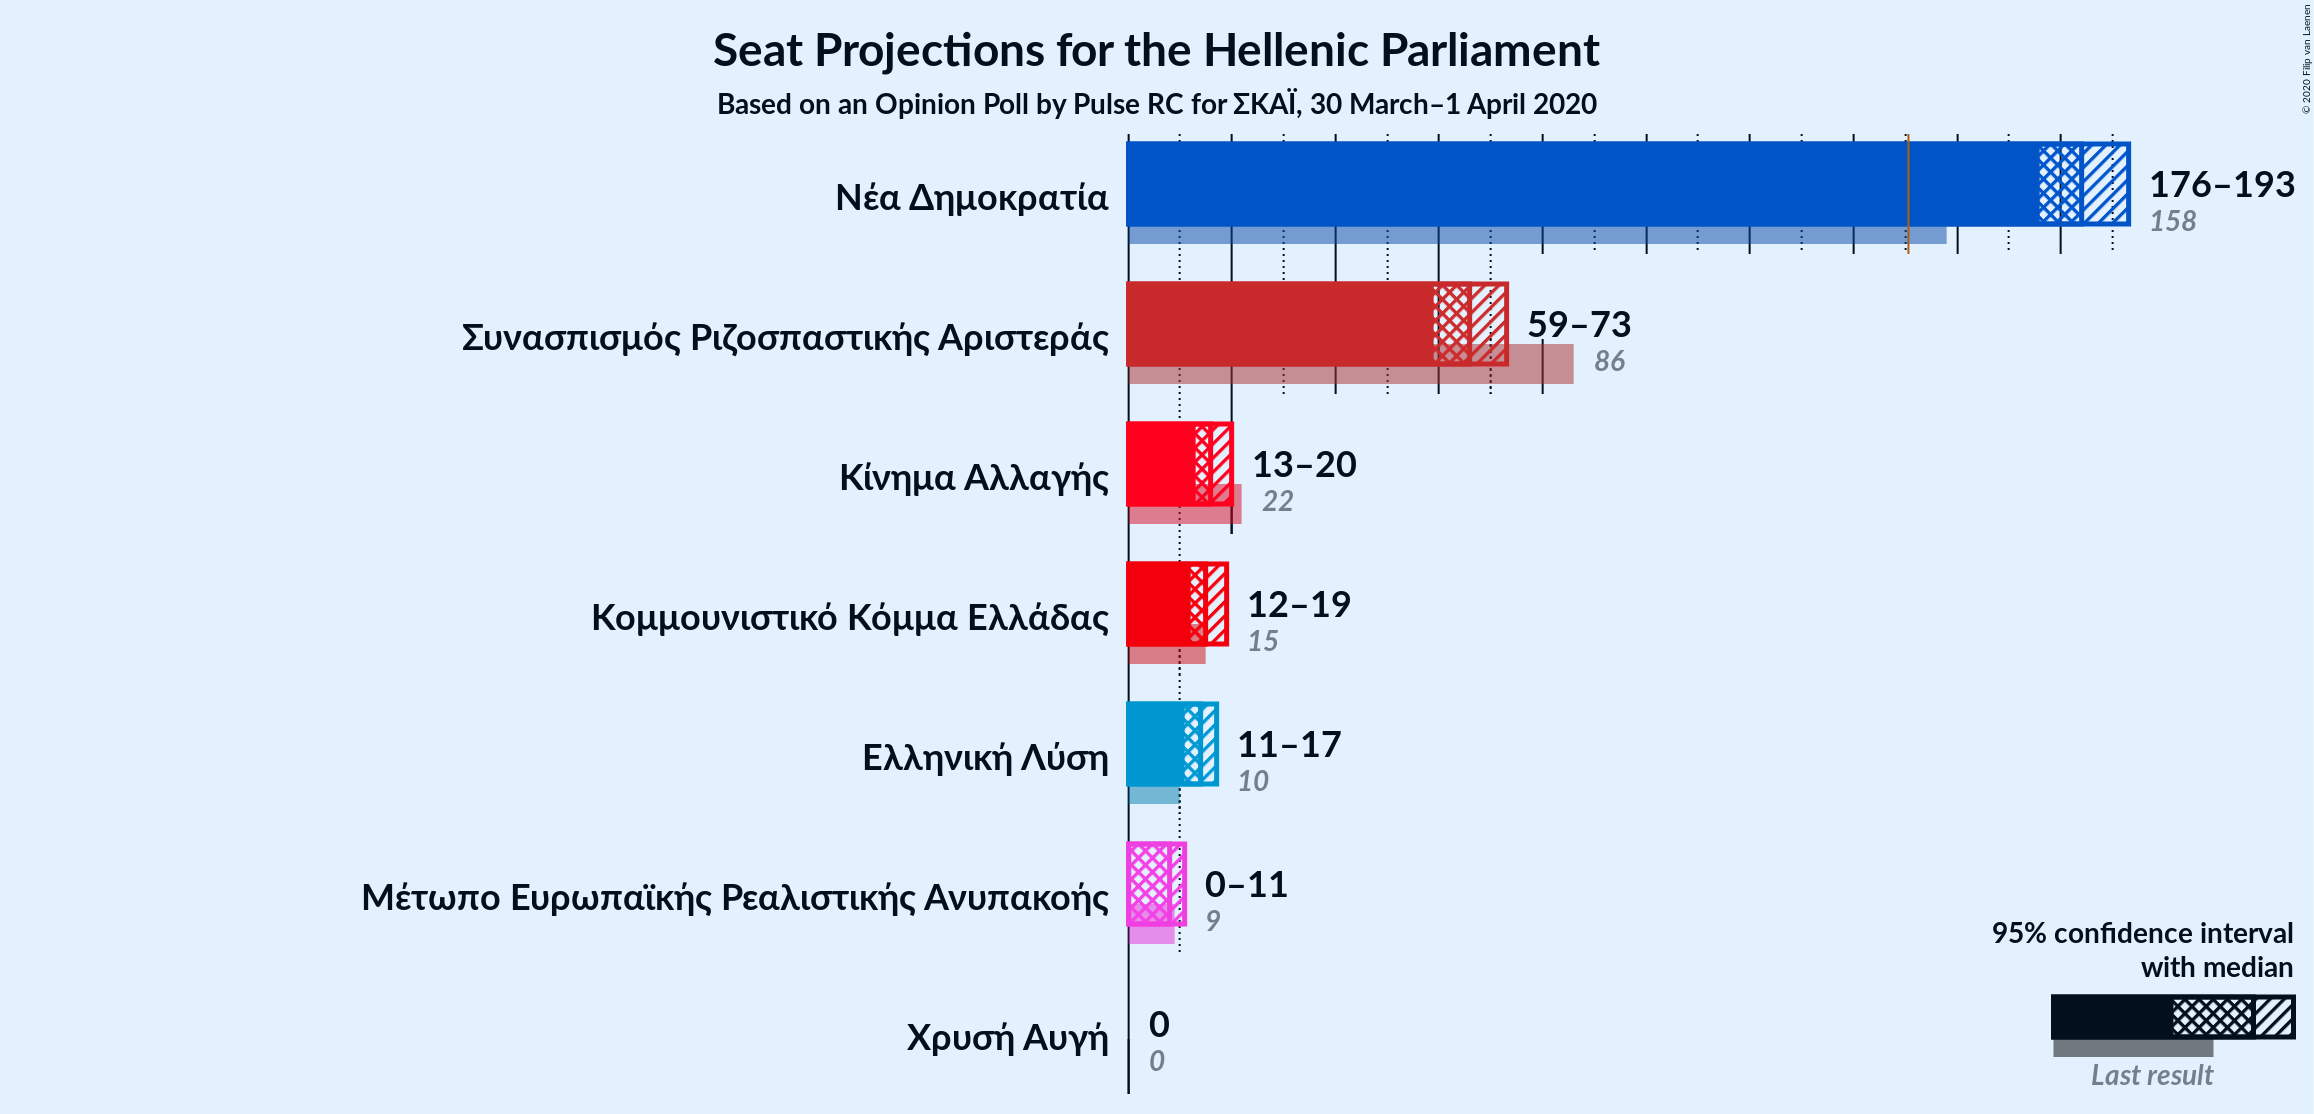 Seat Projections for the Hellenic Parliament
Based on an Opinion Poll by Pulse RC for ΣΚΑΪ, 30 March–1 April 2020
© 2020 Filip van Laenen
Νέα Δημοκρατία
176–193
158
Συνασπισμός Ριζοσπαστικής Αριστεράς
59–73
86
Κίνημα Αλλαγής
13–20
22
Κομμουνιστικό Κόμμα Ελλάδας
12–19
15
Ελληνική Λύση
11–17
10
Μέτωπο Ευρωπαϊκής Ρεαλιστικής Ανυπακοής
0–11
9
Χρυσή Αυγή
0
0
95% confidence interval
with median
Last result